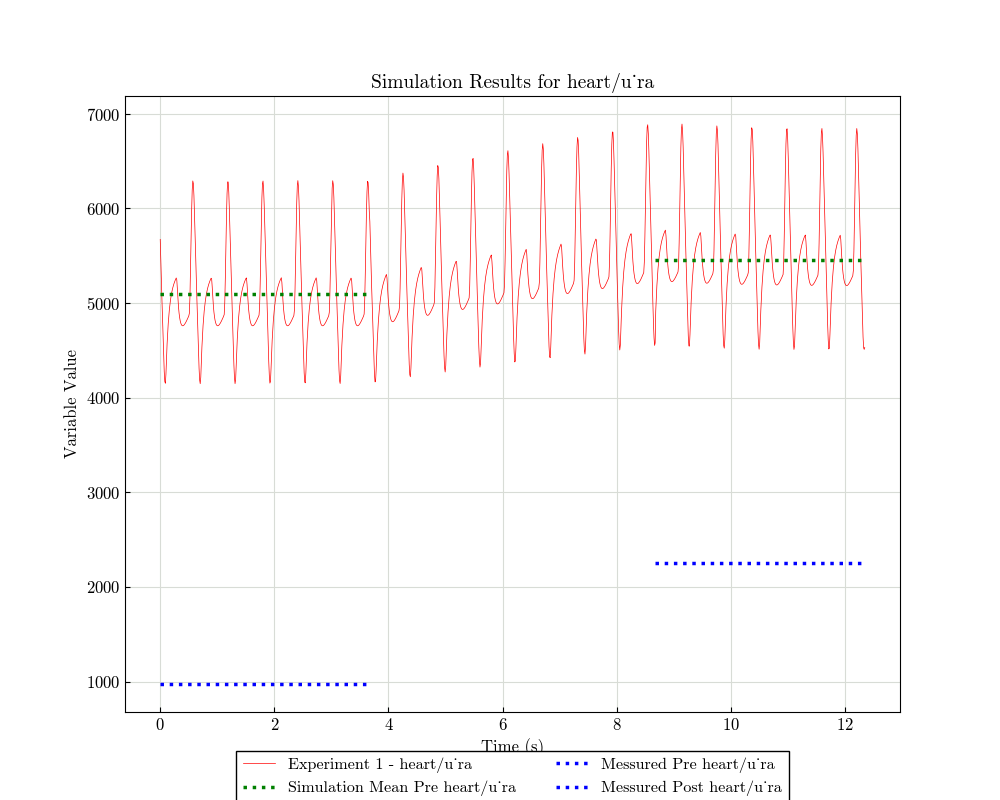 Simulation Results for heart/u˙ra
7000
6000
5000
4000
3000
2000
1000
Variable Value
0 2 4 6 8 10 12
Time (s)
Experiment 1 - heart/u˙ra
Simulation Mean Pre heart/u˙ra
Messured Pre heart/u˙ra
Messured Post heart/u˙ra